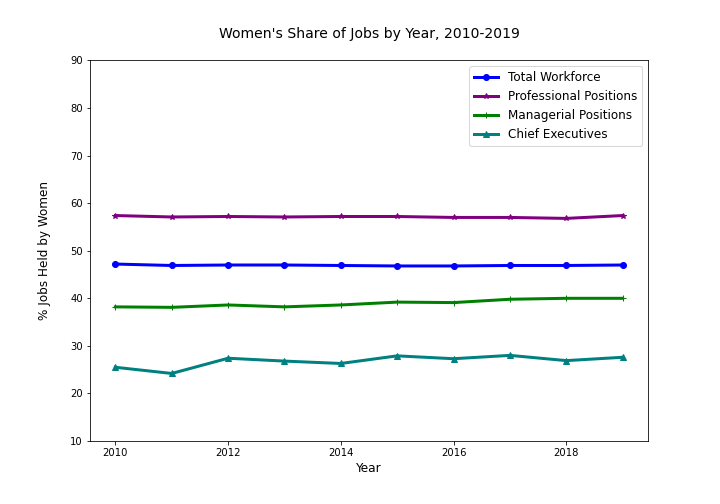 Women's Share of Jobs by Year, 2010-2019
90
80
70
60
50
40
30
20
10
% Jobs Held by Women
Total Workforce
Professional Positions
Managerial Positions
Chief Executives
2010
2012
2014
2016
2018
Year